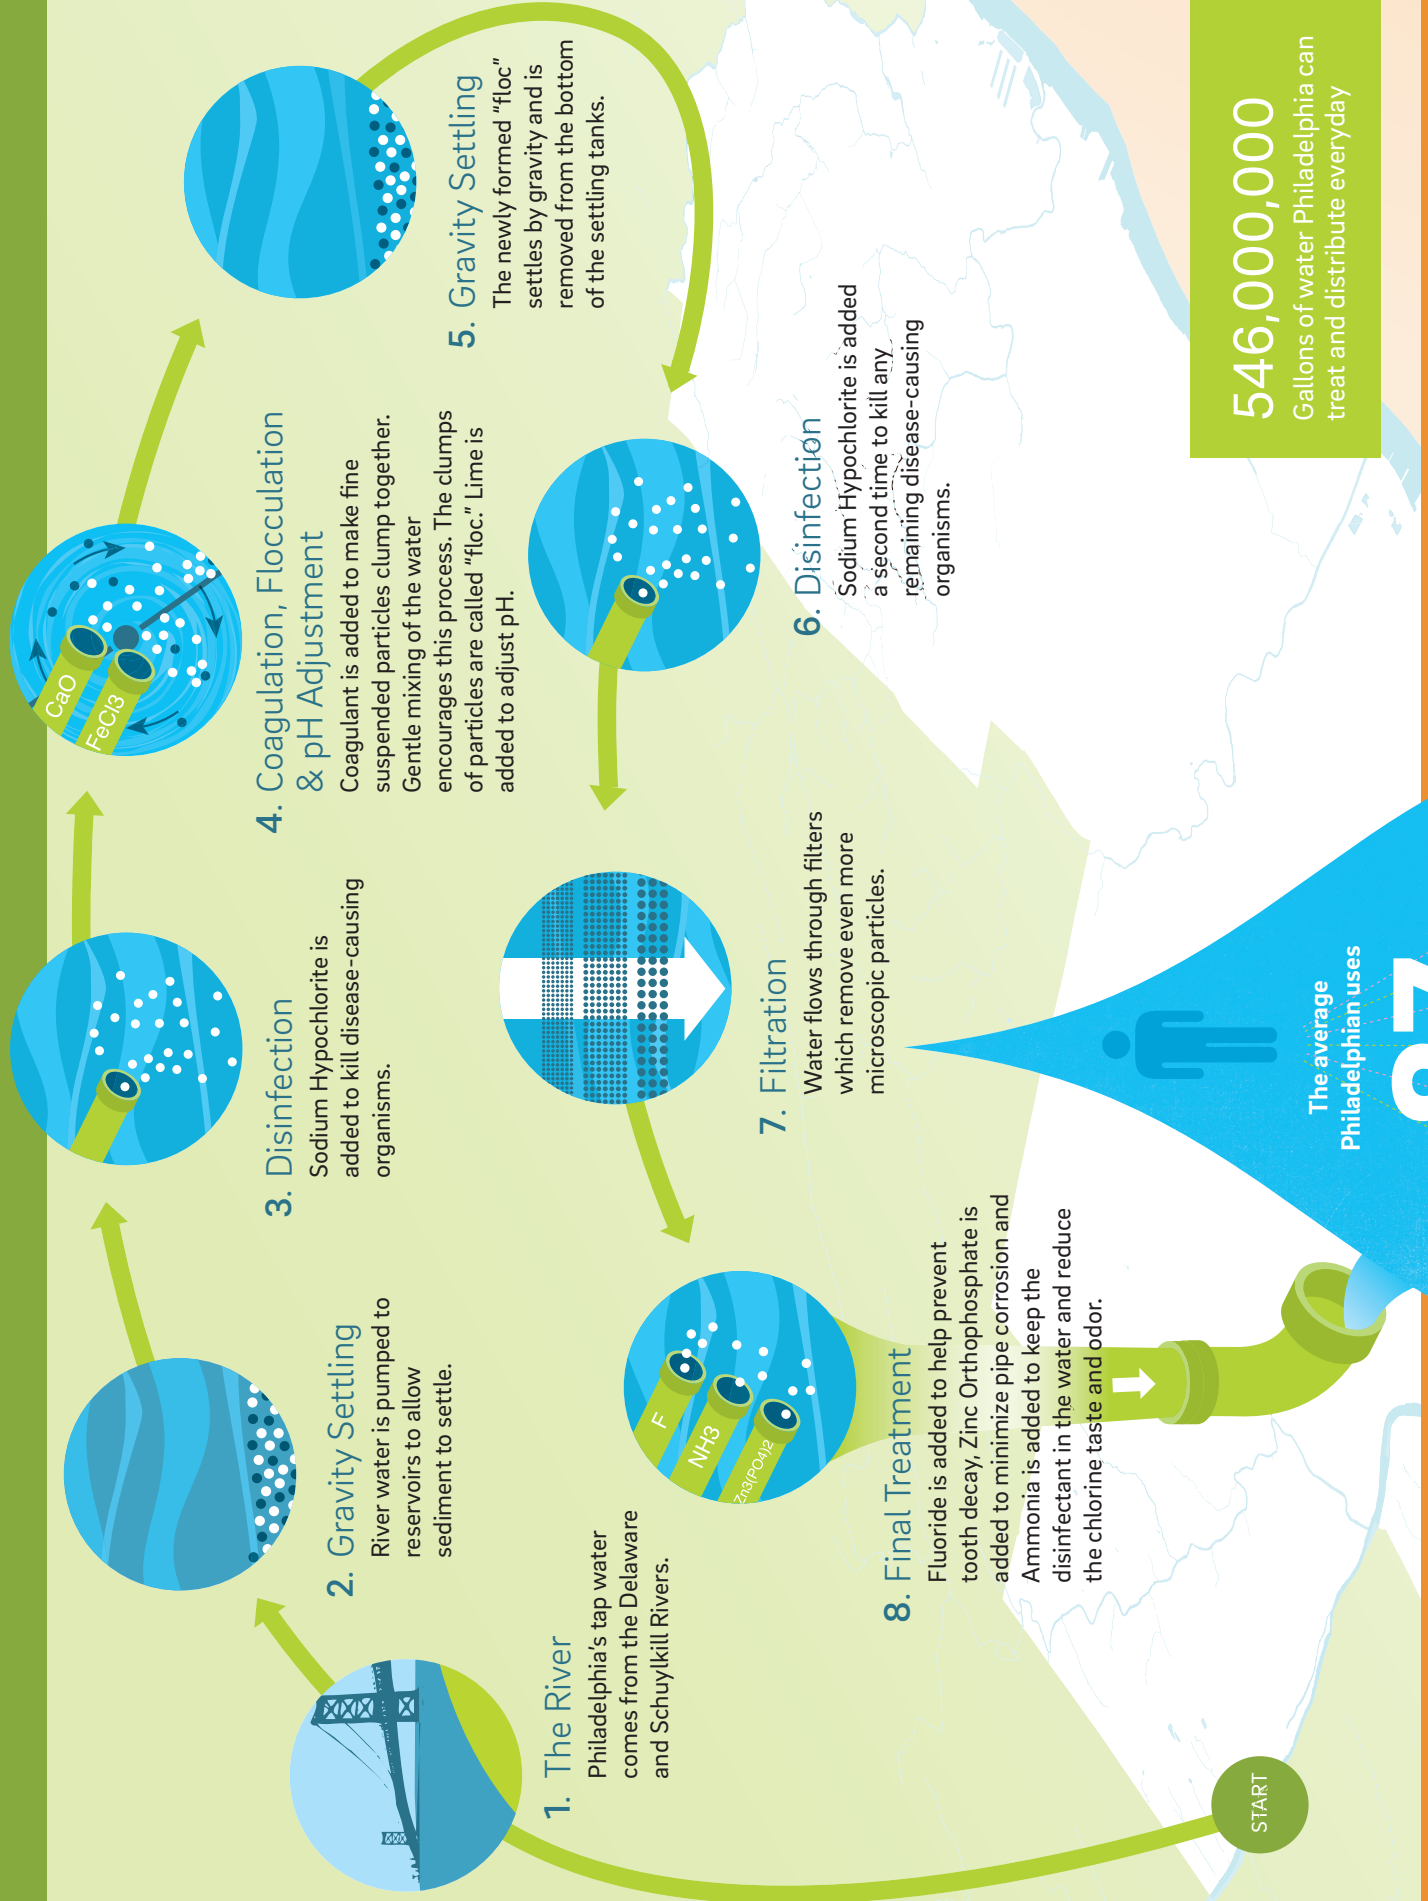 START
1. The River
Philadelphia's tap water
comes from the Delaware
and Schuylkill Rivers.
2. Gravity Settling
River water is pumped to
reservoirs to allow
sediment to settle.
3. Disinfection
Sodium Hypochlorite is
added to kill disease-causing
organisms.
CaO
FeCl3
4. Coagulation, Flocculation
& pH Adjustment
Coagulant is added to make fine
suspended particles clump together.
Gentle mixing of the water
encourages this process. The clumps
of particles are called “floc.” Lime is
added to adjust pH.
5. Gravity Settling
The newly formed “floc”
settles by gravity and is
removed from the bottom
of the settling tanks.
6. Disinfection
Sodium Hypochlorite is added
a second time to kill any
remaining disease-causing
organisms.
7. Filtration
Water flows through filters
which remove even more
microscopic particles.
F
NH3
Zn3(PO4)2
8. Final Treatment
Fluoride is added to help prevent
tooth decay, Zinc Orthophosphate is
added to minimize pipe corrosion and
Ammonia is added to keep the
disinfectant in the water and reduce
the chlorine taste and odor.
The average
Philadelphian uses
546,000,000
Gallons of water Philadelphia can
treat and distribute everyday